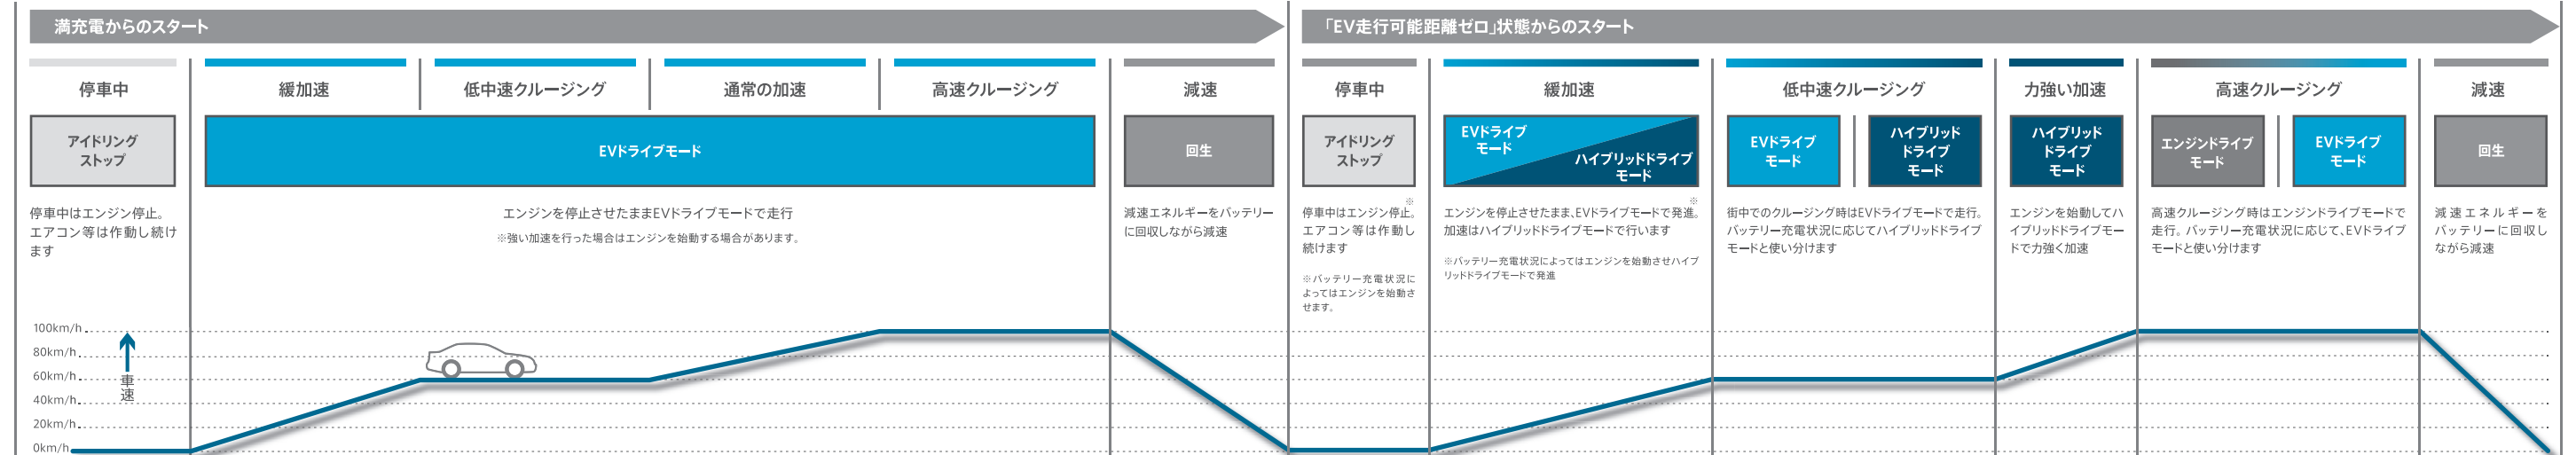 満充電からのスタート
停車中
緩加速
低中速クルージング
通常の加速
高速クルージング
減速
アイドリング
ストップ
EVドライブモード
回生
停車中はエンジン停止。
エアコン等は作動し続け
ます
エンジンを停止させたままEVドライブモードで走行
※強い加速を行った場合はエンジンを始動する場合があります。
減速エネルギーをバッテリー
に回収しながら減速
「EV走行可能距離ゼロ」状態からのスタート
停車中
緩加速
低中速クルージング
力強い加速
高速クルージング
減速
アイドリング
ストップ
EVドライブ
モード
ハイブリッドドライブ
モード
EVドライブ
モード
ハイブリッド
ドライブ
モード
ハイブリッド
ドライブ
モード
エンジンドライブ
モード
EVドライブ
モード
回生
※
停車中はエンジン停止。
エアコン等は作動し
続けます
※バッテリー充電状況に
よってはエンジンを始動さ
せます。
※
エンジンを停止させたまま、EVドライブモードで発進。
加速はハイブリッドドライブモードで行います
※バッテリー充電状況によってはエンジンを始動させハイブ
リッドドライブモードで発進
街中でのクルージング時はEVドライブモードで走行。
バッテリー充電状況に応じてハイブリッドドライブ
モードと使い分けます
エンジンを始動してハ
イブリッドドライブモー
ドで力強く加速
高速クルージング時はエンジンドライブモードで
走行。バッテリー充電状況に応じて、EVドライブ
モードと使い分けます
減速エネルギーを
バッテリーに回収し
ながら減速
100km/h
80km/h
60km/h
40km/h
20km/h
0km/h
車速